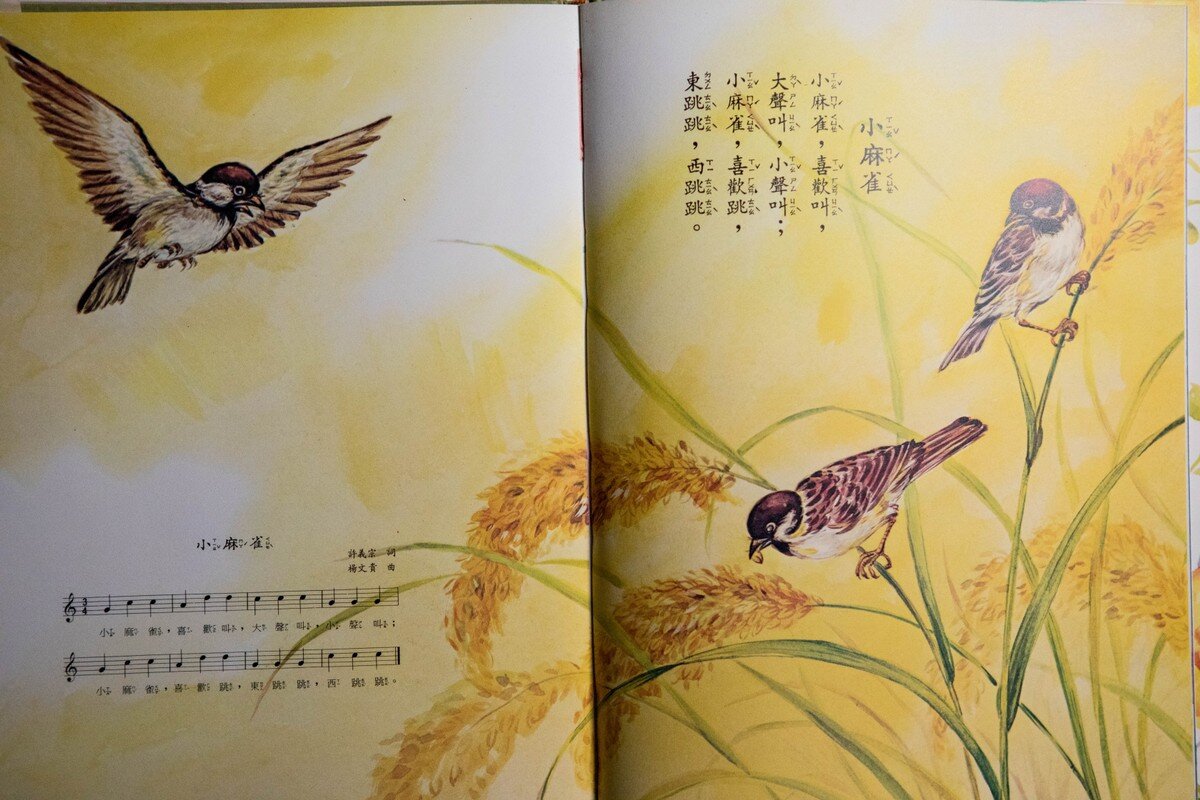 小麻雀
小麻雀,喜歡叫,
大聲叫,小聲叫;
小麻雀,喜歡跳,
東跳跳,西跳跳。
小麻雀
許義宗 詞
楊文貴 曲
3
4
小麻雀,喜歡叫,大聲叫,小聲叫;
小麻雀,喜歡跳,東跳跳,西跳跳。